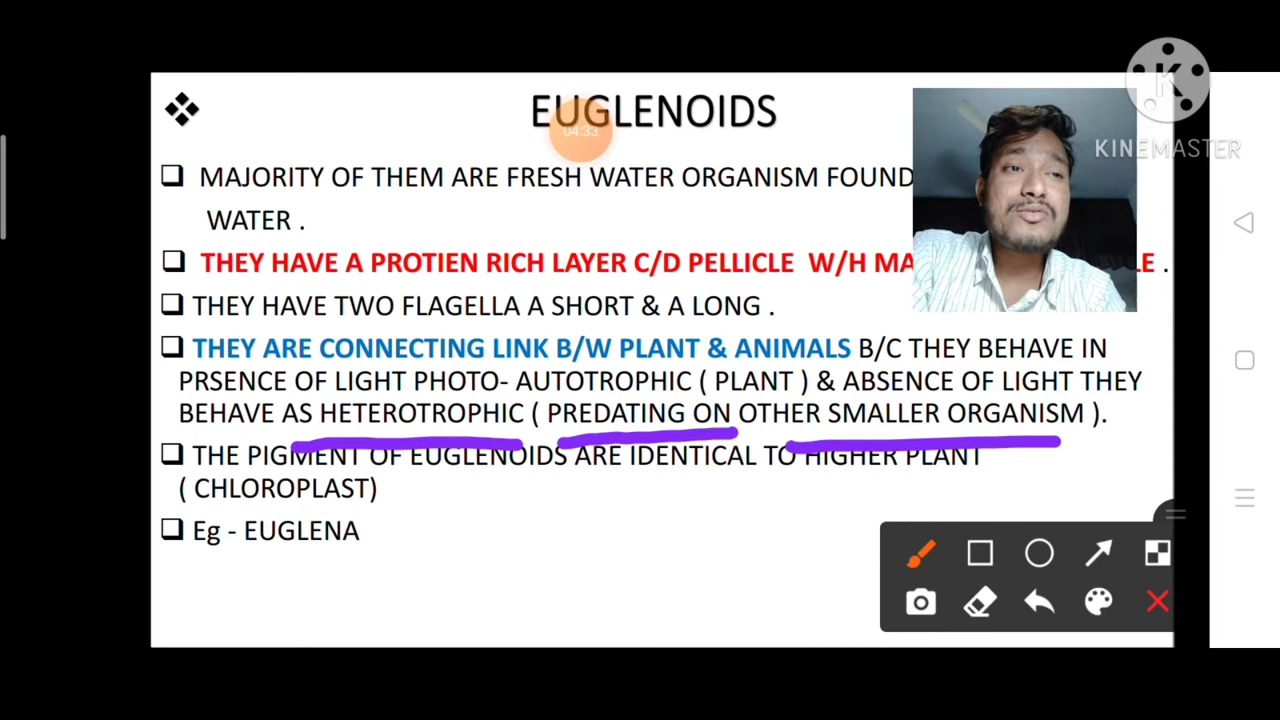 EUGLENOIDS
04:33
KINEMASTER
❑ MAJORITY OF THEM ARE FRESH WATER ORGANISM FOUND
WATER .
❑ THEY HAVE A PROTIEN RICH LAYER C/D PELLICLE W/H MA LE .
❑ THEY HAVE TWO FLAGELLA A SHORT & A LONG .
❑ THEY ARE CONNECTING LINK B/W PLANT & ANIMALS B/C THEY BEHAVE IN
PRSENCE OF LIGHT PHOTO- AUTOTROPHIC ( PLANT ) & ABSENCE OF LIGHT THEY
BEHAVE AS HETEROTROPHIC ( PREDATING ON OTHER SMALLER ORGANISM ).
❑ THE PIGMENT OF EUGLENOIDS ARE IDENTICAL TO HIGHER PLANT
( CHLOROPLAST)
❑ Eg - EUGLENA